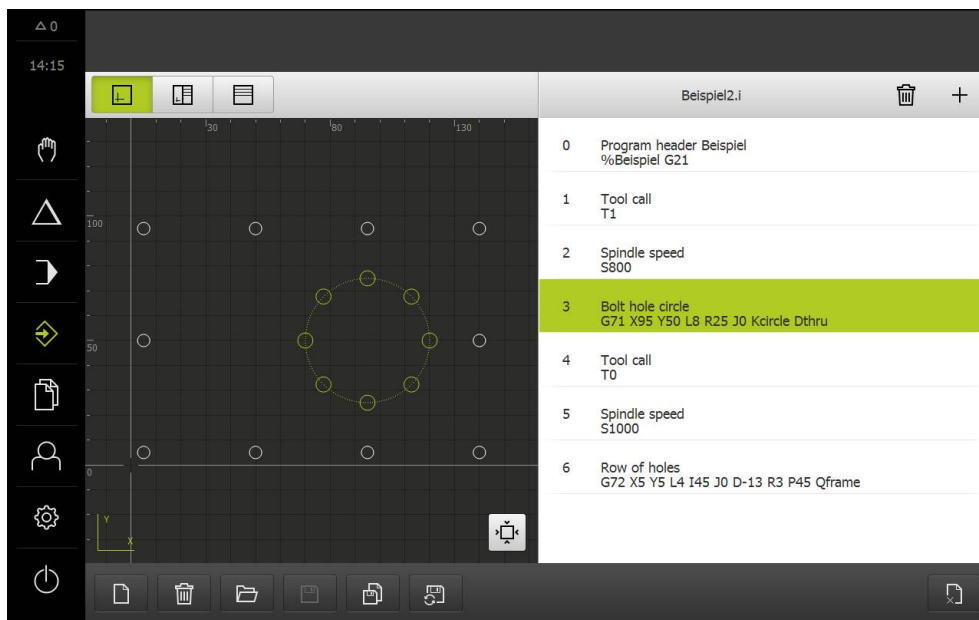 △ 0
14:15
Beispiel2.i
30 80 130
100
50
0
Y
X
0 Program header Beispiel
%Beispiel G21
1 Tool call
T1
2 Spindle speed
S800
3 Bolt hole circle
G71 X95 Y50 L8 R25 J0 Kcircle Dthru
4 Tool call
T0
5 Spindle speed
S1000
6 Row of holes
G72 X5 Y5 L4 I45 J0 D-13 R3 P45 Qframe